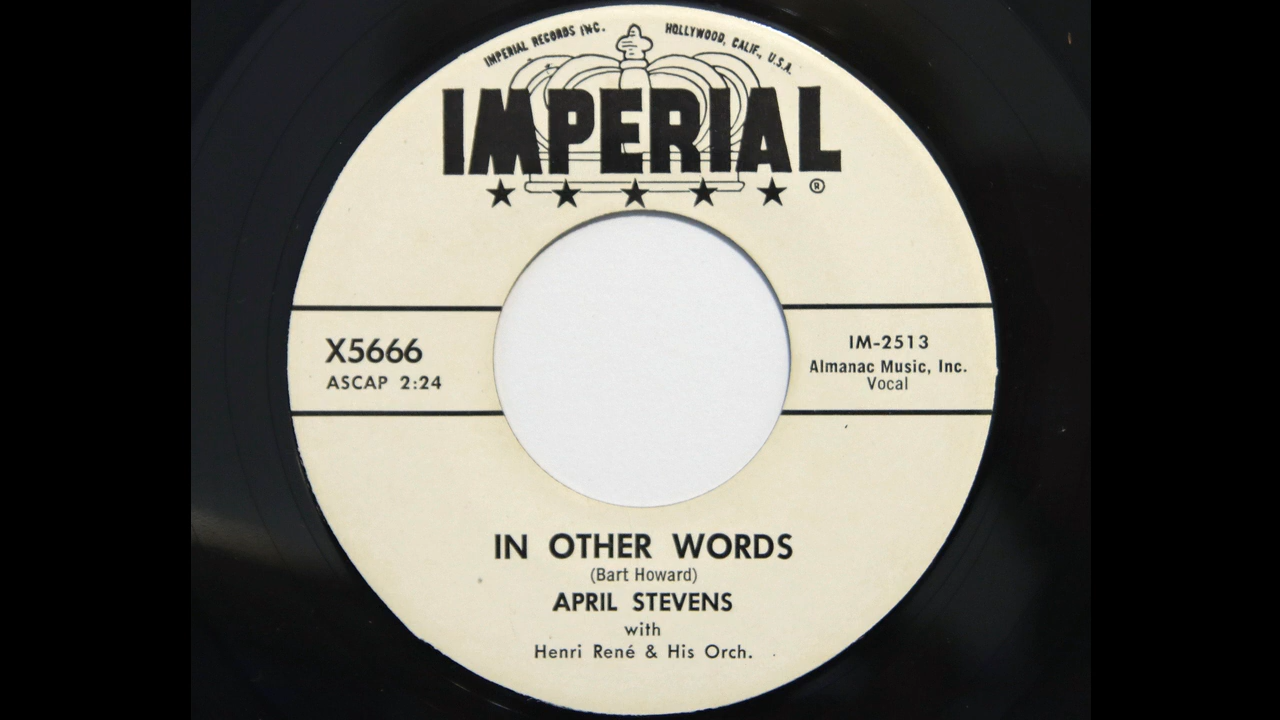 IMPERIAL RECORDS INC. HOLLYWOOD, CALIF., U.S.A.
IMPERIAL
®
X5666
ASCAP 2:24
IM-2513
Almanac Music, Inc.
Vocal
IN OTHER WORDS
(Bart Howard)
APRIL STEVENS
with
Henri René & His Orch.